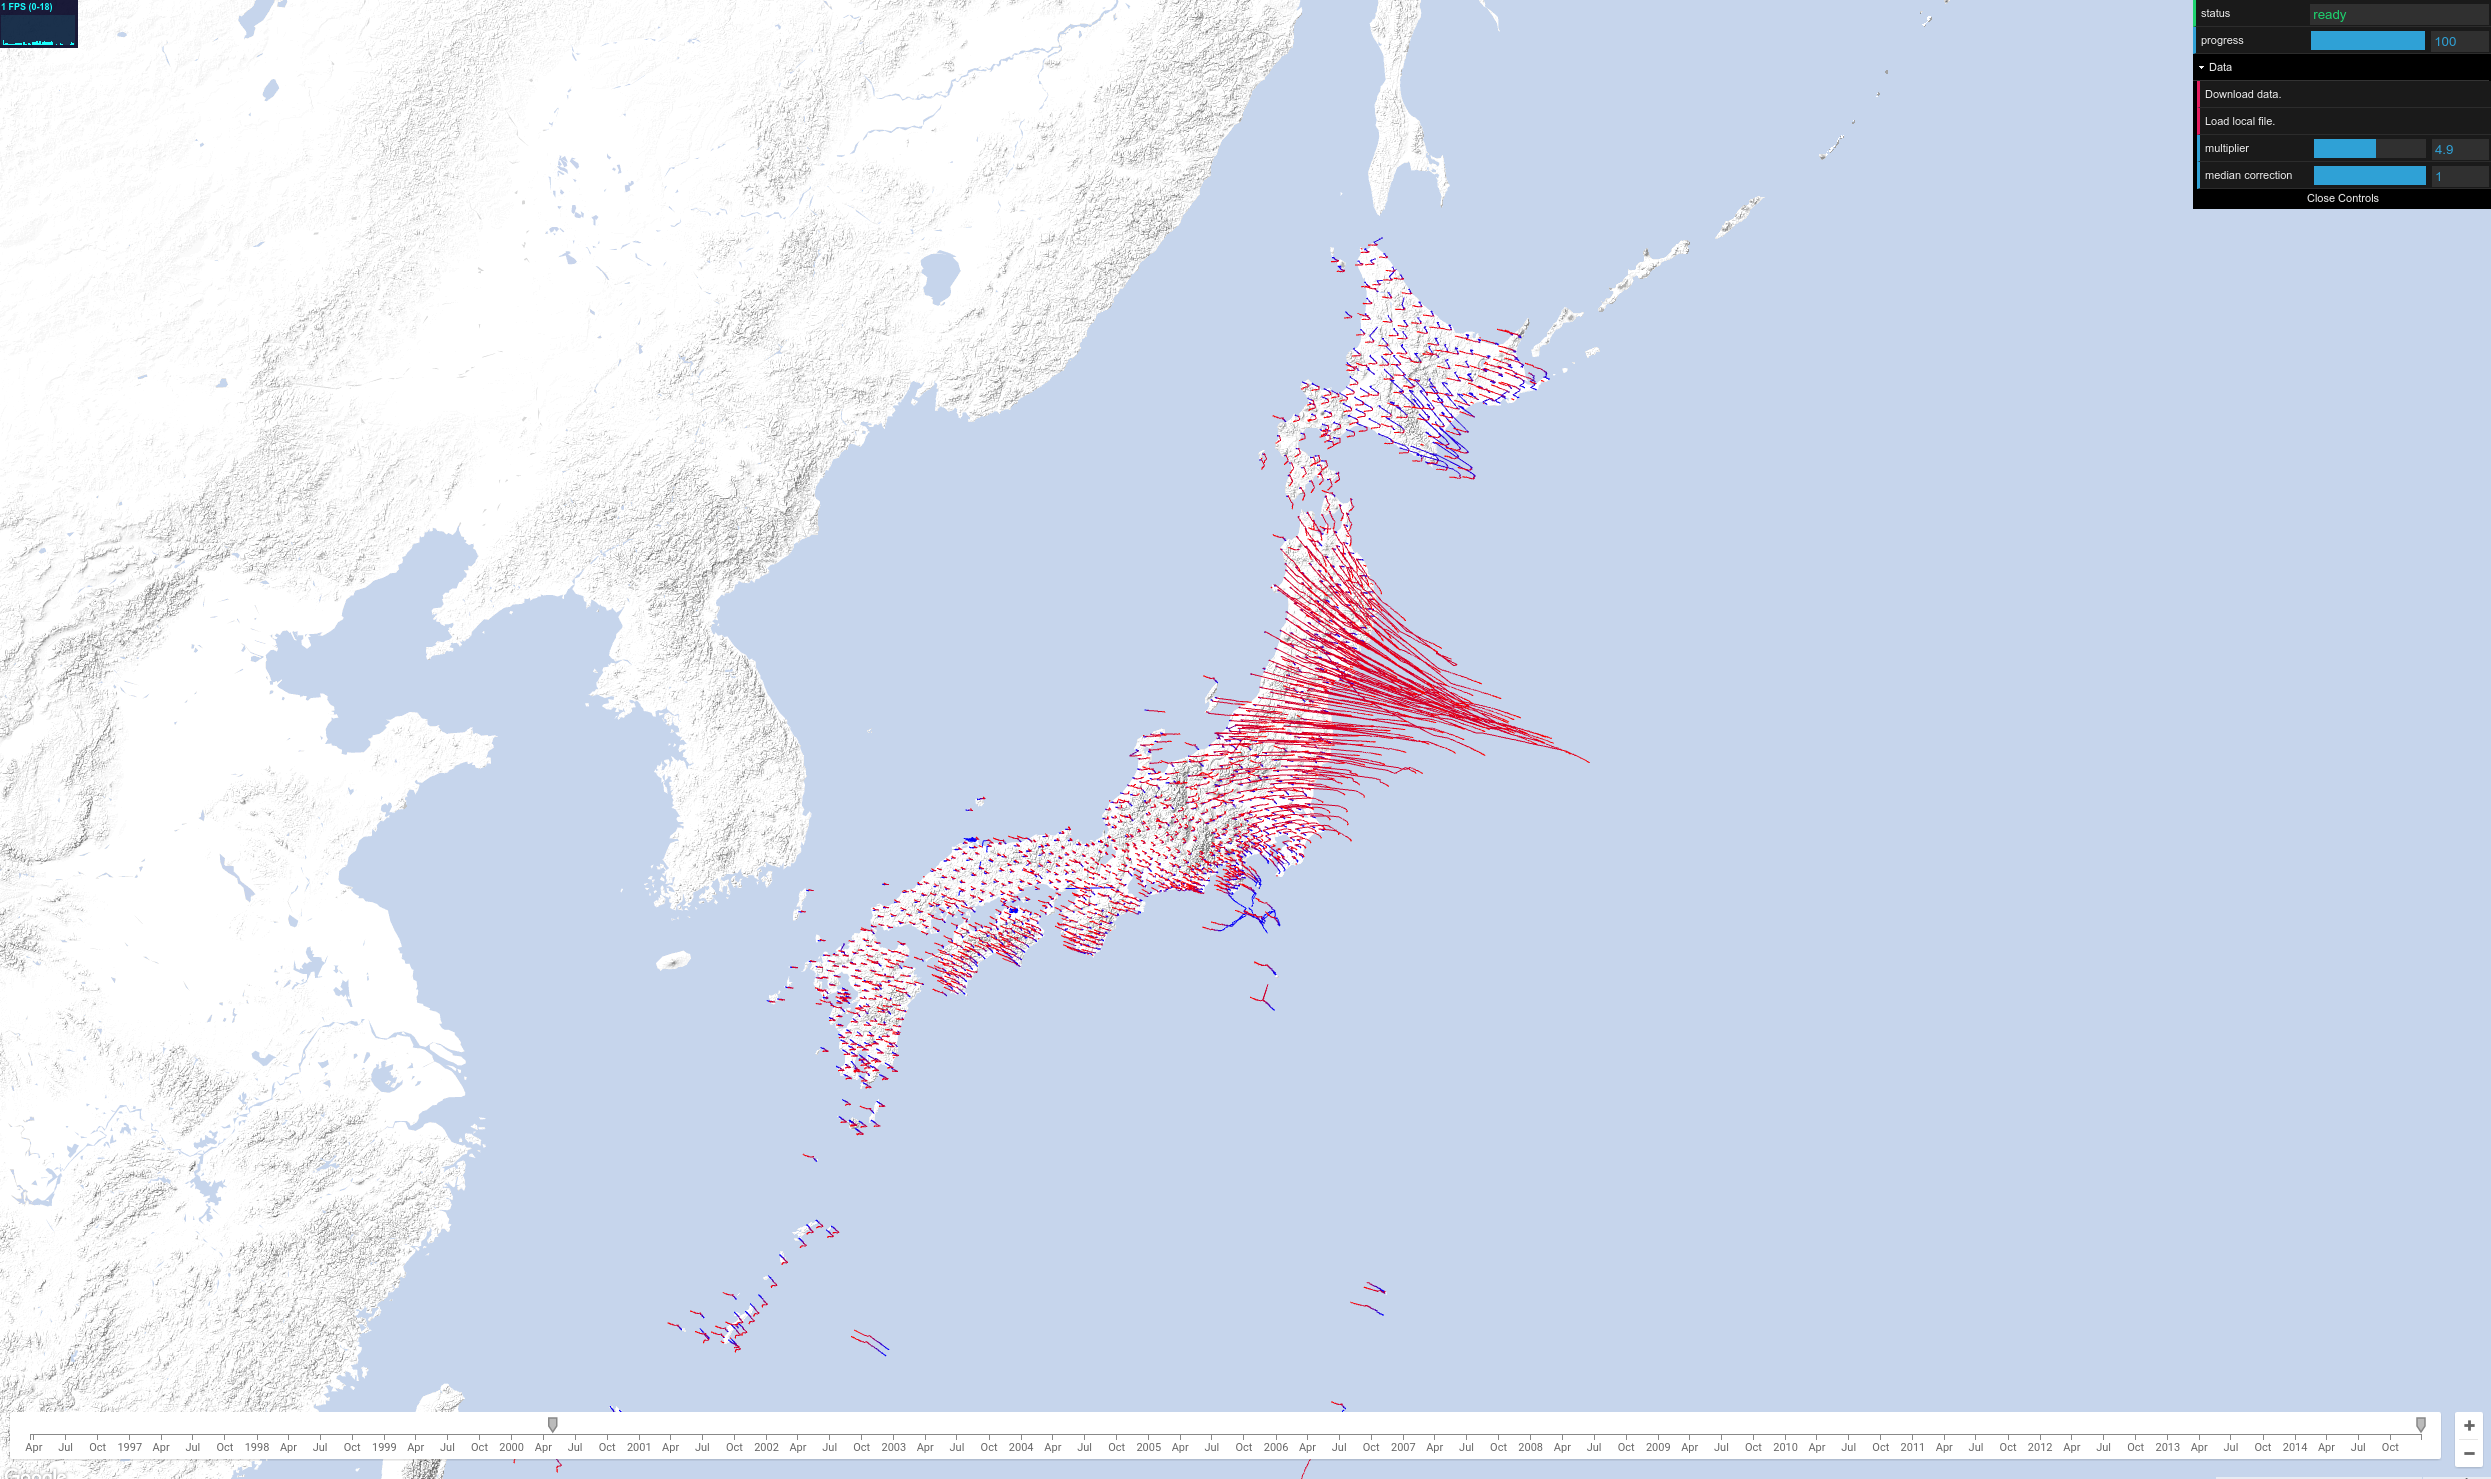 1 FPS (0-18)
status ready
progress 100
Data
Download data.
Load local file.
multiplier 4.9
median correction 1
Close Controls
+
Apr Jul Oct 1997 Apr Jul Oct 1998 Apr Jul Oct 1999 Apr Jul Oct 2000 Apr Jul Oct 2001 Apr Jul Oct 2002 Apr Jul Oct 2003 Apr Jul Oct 2004 Apr Jul Oct 2005 Apr Jul Oct 2006 Apr Jul Oct 2007 Apr Jul Oct 2008 Apr Jul Oct 2009 Apr Jul Oct 2010 Apr Jul Oct 2011 Apr Jul Oct 2012 Apr Jul Oct 2013 Apr Jul Oct 2014 Apr Jul Oct
−
Google